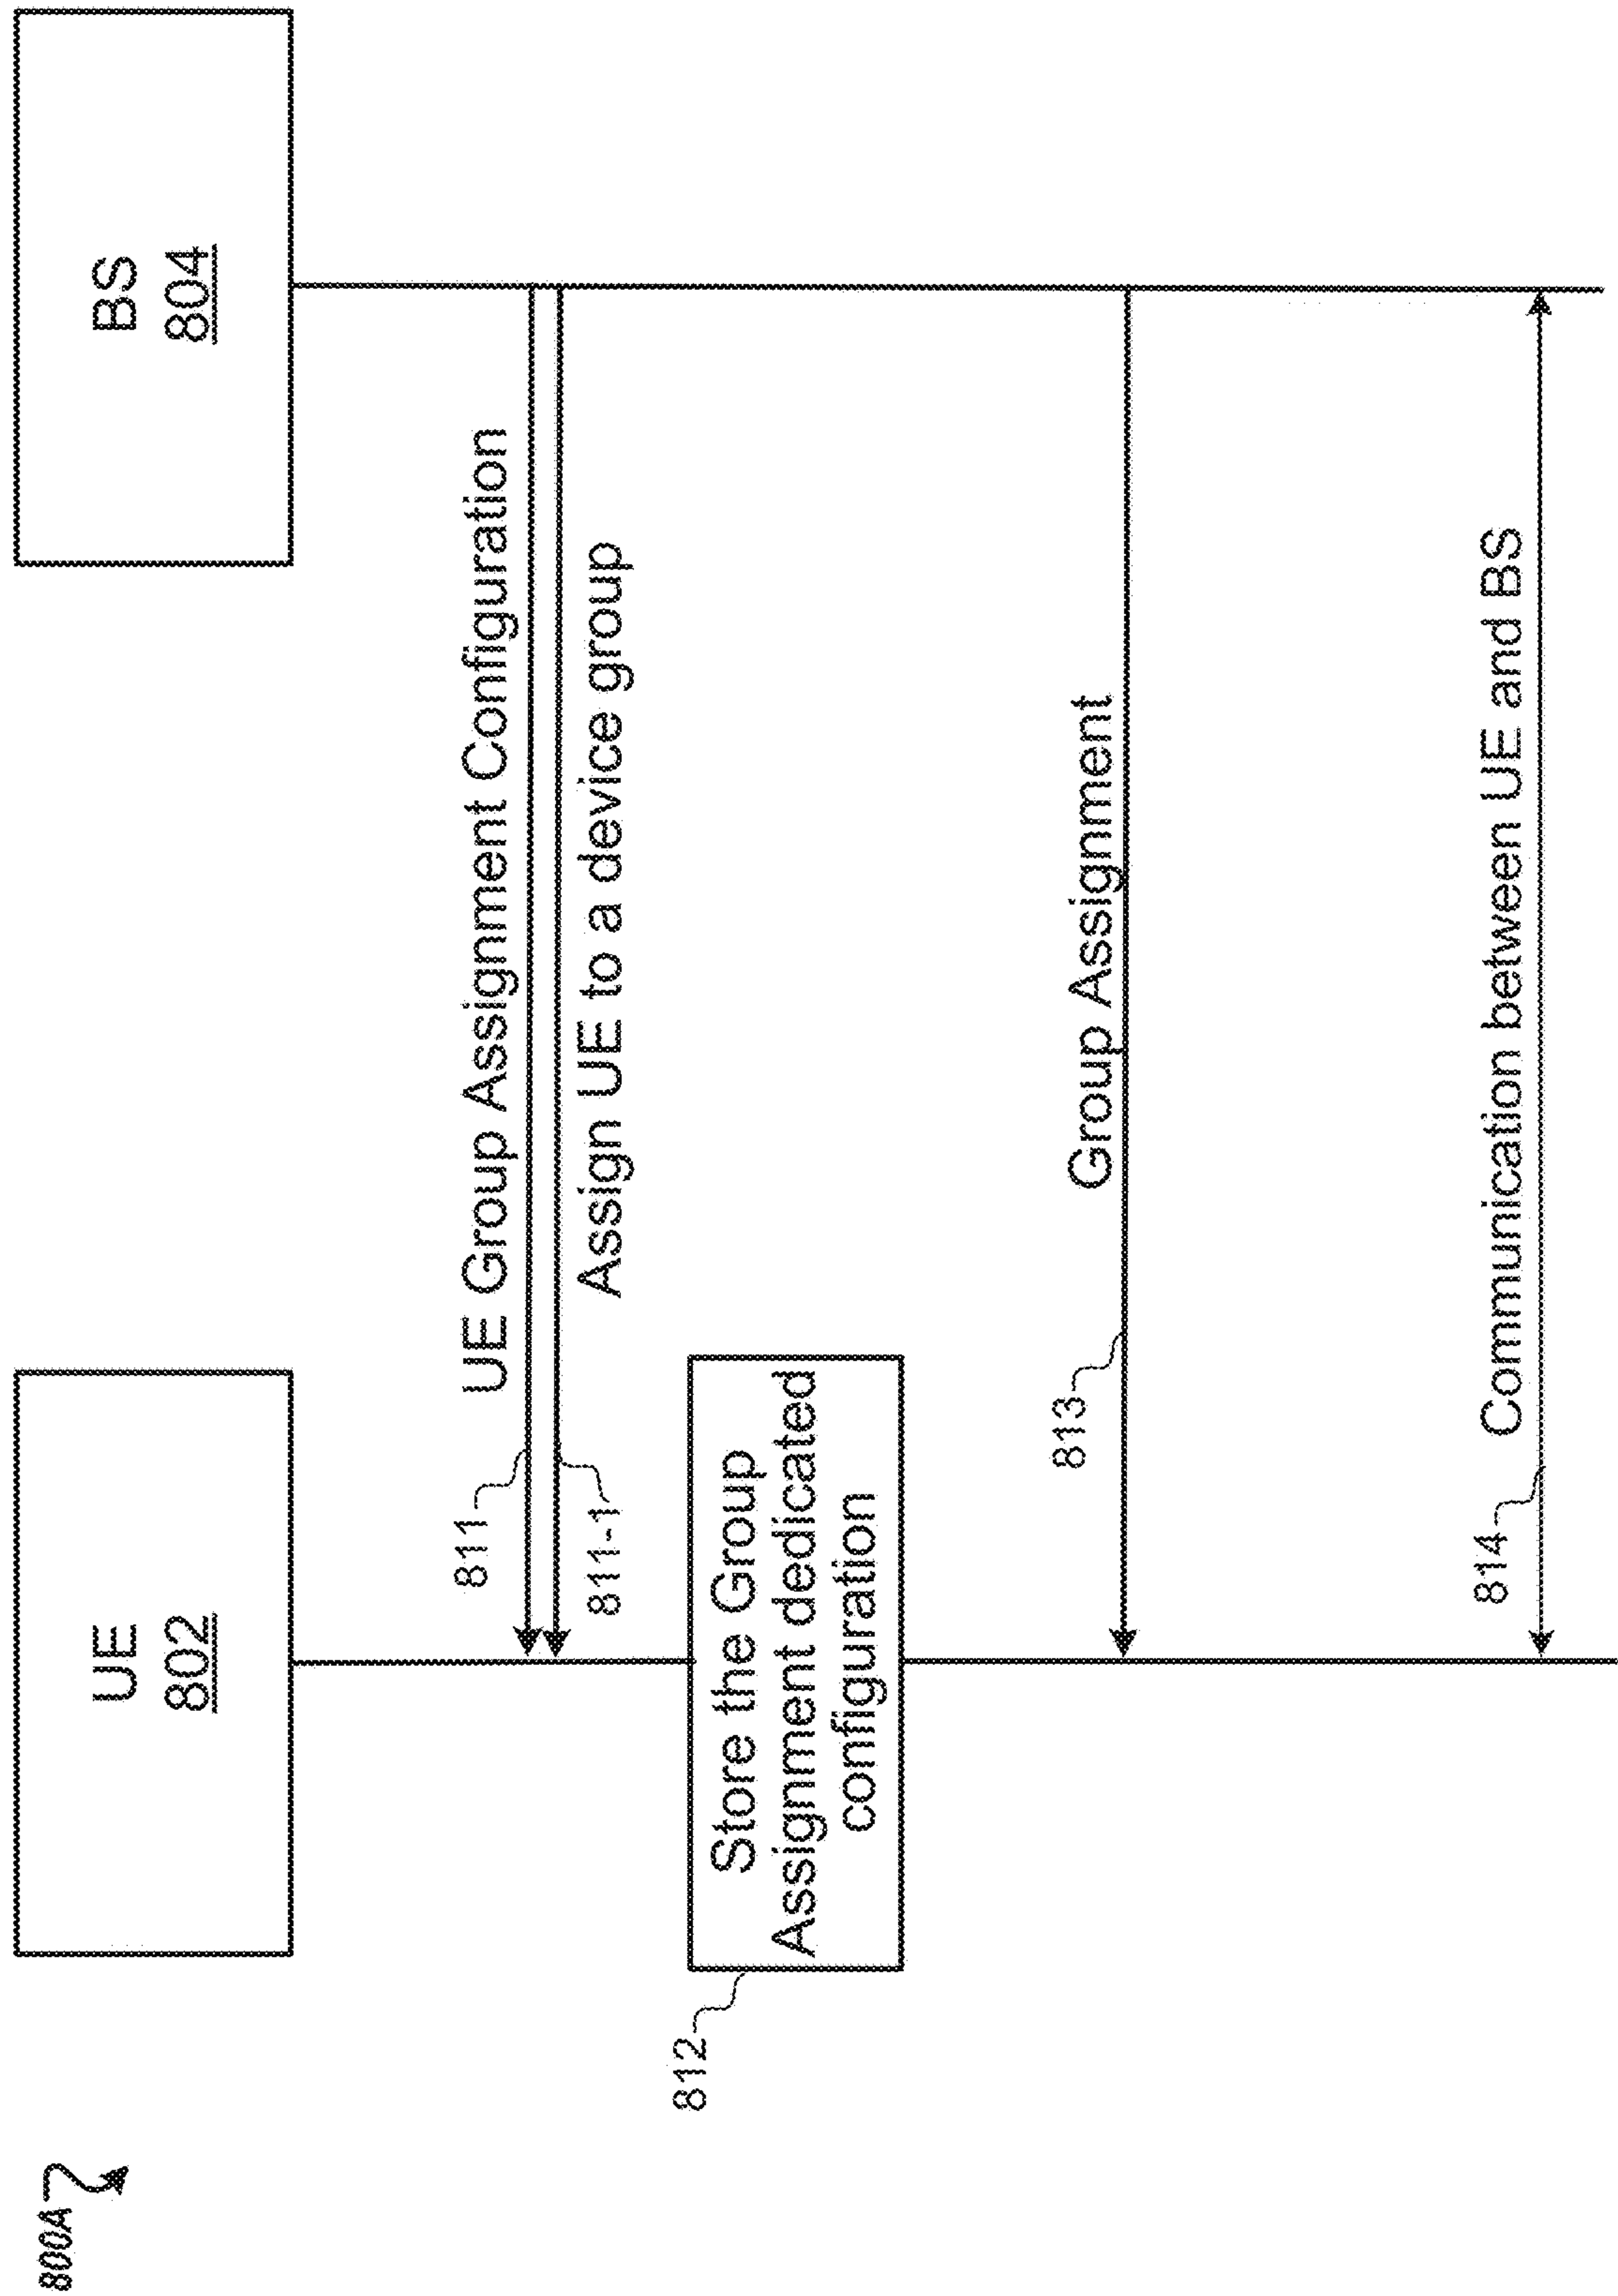 800A
UE
802
BS
804
UE Group Assignment Configuration
811
Assign UE to a device group
811-1
812
Store the Group
Assignment dedicated
configuration
Group Assignment
813
Communication between UE and BS
814